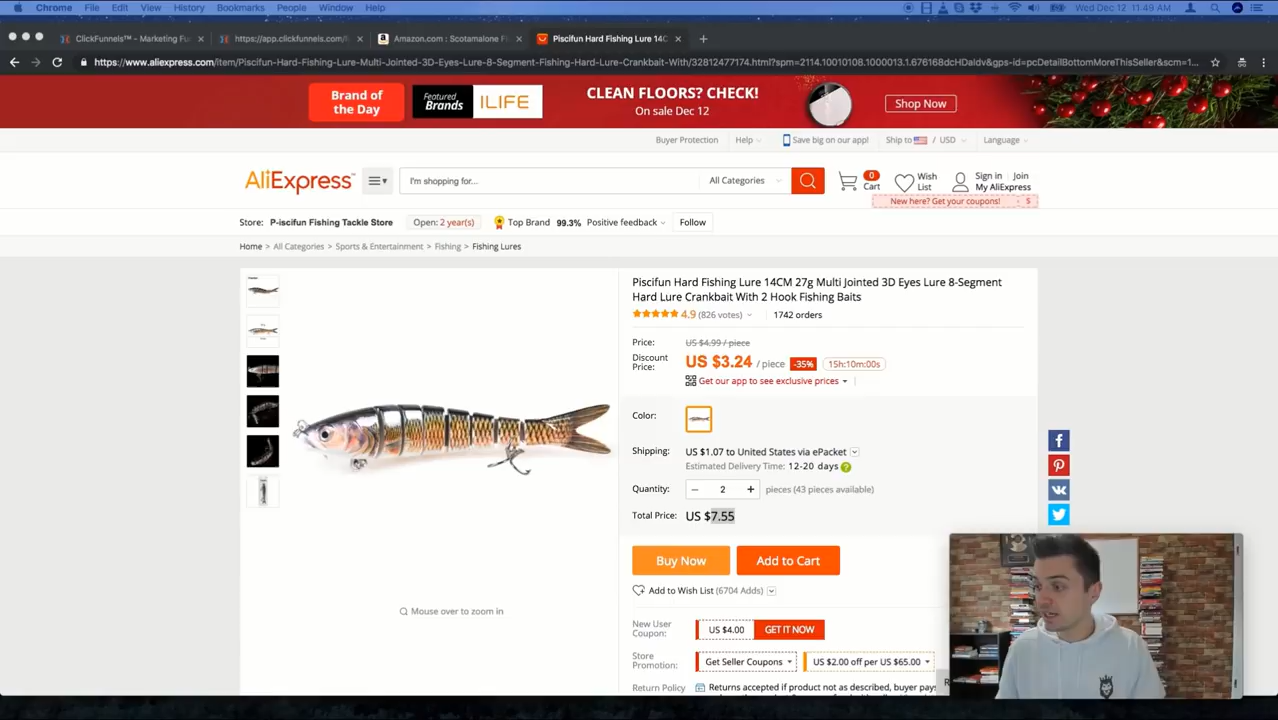 Chrome File Edit View History Bookmarks People Window Help Wed Dec 12 11:49 AM
ClickFunnels™ - Marketing Fu https://app.clickfunnels.com/ Amazon.com : Scotamalone F Piscifun Hard Fishing Lure 14C
https://www.aliexpress.com/item/Piscifun-Hard-Fishing-Lure-Multi-Jointed-3D-Eyes-Lure-8-Segment-Fishing-Hard-Lure-Crankbait-With/32812477174.html?spm=2114.10010108.1000013.1.676168dcHDaIdv&gps-id=pcDetailBottomMoreThisSeller&scm=1...
Brand of
the Day
Featured
Brands
ILIFE
CLEAN FLOORS? CHECK!
On sale Dec 12
Shop Now
Buyer Protection Help Save big on our app! Ship to / USD Language
AliExpress™
I'm shopping for... All Categories
0
Cart
Wish
List
Sign in Join
My AliExpress
New here? Get your coupons! $
Store: P-iscifun Fishing Tackle Store Open: 2 year(s) Top Brand 99.3% Positive feedback Follow
Home > All Categories > Sports & Entertainment > Fishing > Fishing Lures
Piscifun Hard Fishing Lure 14CM 27g Multi Jointed 3D Eyes Lure 8-Segment
Hard Lure Crankbait With 2 Hook Fishing Baits
4.9 (826 votes) 1742 orders
Price: US $4.99 / piece
Discount
Price:
US $3.24 / piece -35% 15h:10m:00s
Get our app to see exclusive prices
Color:
Shipping: US $1.07 to United States via ePacket
Estimated Delivery Time: 12-20 days
Quantity: 2 pieces (43 pieces available)
Total Price: US $7.55
Buy Now Add to Cart
Add to Wish List (6704 Adds)
Mouse over to zoom in
New User
Coupon:
US $4.00 GET IT NOW
Store
Promotion:
Get Seller Coupons US $2.00 off per US $65.00
Return Policy Returns accepted if product not as described, buyer pays